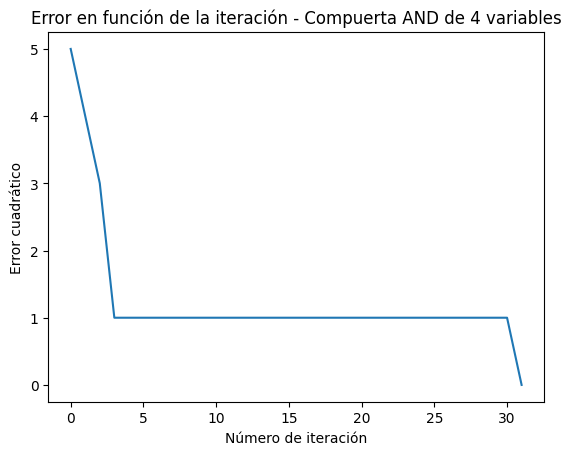 Error en función de la iteración - Compuerta AND de 4 variables
Error cuadrático
5
4
3
2
1
0
0 5 10 15 20 25 30
Número de iteración